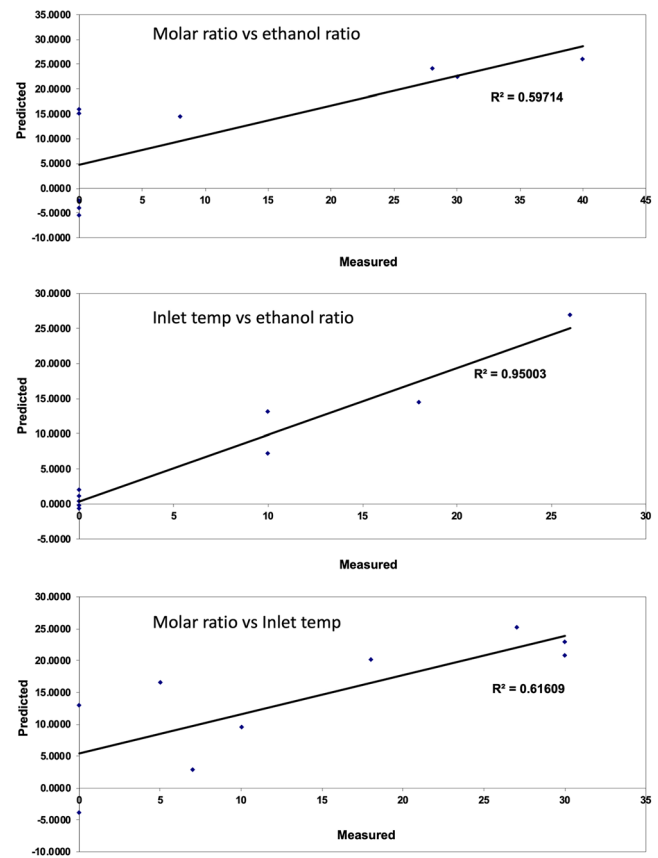 35.0000
30.0000
25.0000
20.0000
15.0000
10.0000
5.0000
0.0000
-5.0000
-10.0000
Predicted
Molar ratio vs ethanol ratio
R² = 0.59714
0 5 10 15 20 25 30 35 40 45
Measured
30.0000
25.0000
20.0000
15.0000
10.0000
5.0000
0.0000
-5.0000
Predicted
Inlet temp vs ethanol ratio
R² = 0.95003
0 5 10 15 20 25 30
Measured
30.0000
25.0000
20.0000
15.0000
10.0000
5.0000
0.0000
-5.0000
-10.0000
Predicted
Molar ratio vs Inlet temp
R² = 0.61609
0 5 10 15 20 25 30 35
Measured